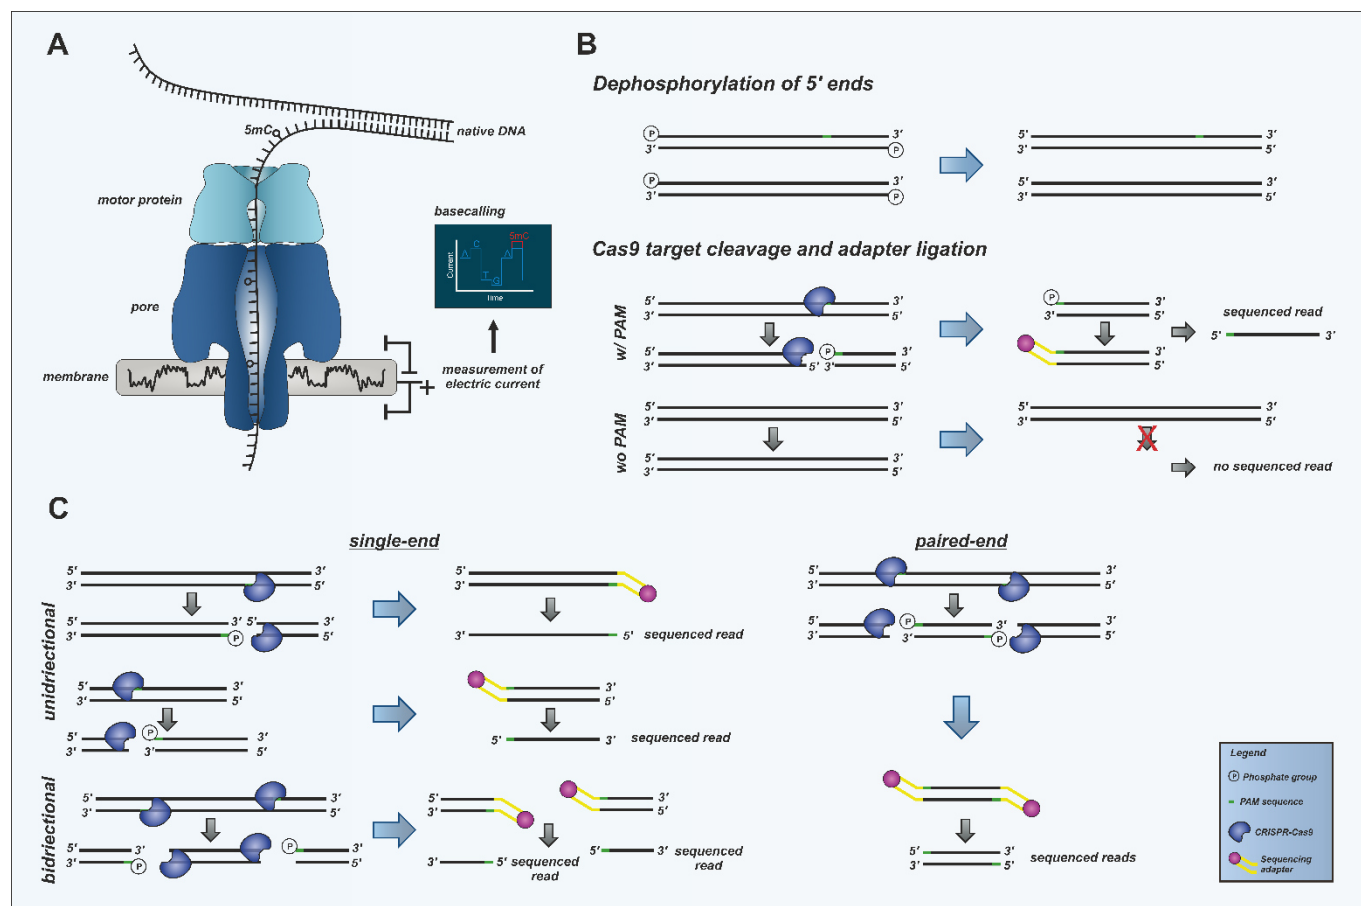 A
5mC
native DNA
motor protein
basecalling
5mC
C
A
A
T
G
Current
time
pore
membrane
+
measurement of
electric current
B
Dephosphorylation of 5' ends
P
3'
3'
P
P
3'
3'
P
5'
3'
3'
5'
5'
3'
3'
5'
Cas9 target cleavage and adapter ligation
w/ PAM
5'
3'
3'
5'
5'
P
3'
3'
5'
3'
5'
P
3'
3'
5'
5'
3'
3'
5'
sequenced read
5'
3'
wo PAM
5'
3'
3'
5'
5'
3'
3'
5'
5'
3'
3'
5'
no sequenced read
C
single-end
paired-end
unidriectional
5'
3'
3'
5'
5'
3'
5'
3'
3'
P
5'
5'
3'
3'
5'
3'
5'
sequenced read
5'
3'
3'
5'
5'
P
3'
3'
3'
5'
5'
3'
3'
5'
5'
3'
sequenced read
bidriectional
5'
3'
3'
5'
5'
3'
5'
P
3'
3'
P
5'
5'
3'
3'
5'
5'
3'
3'
5'
3'
5'
sequenced
read
5'
3'
sequenced
read
5'
3'
3'
5'
5'
P
3'
3'
3'
3'
P
5'
5'
3'
3'
5'
5'
3'
3'
5'
sequenced reads
Legend
P Phosphate group
PAM sequence
CRISPR-Cas9
Sequencing
adapter